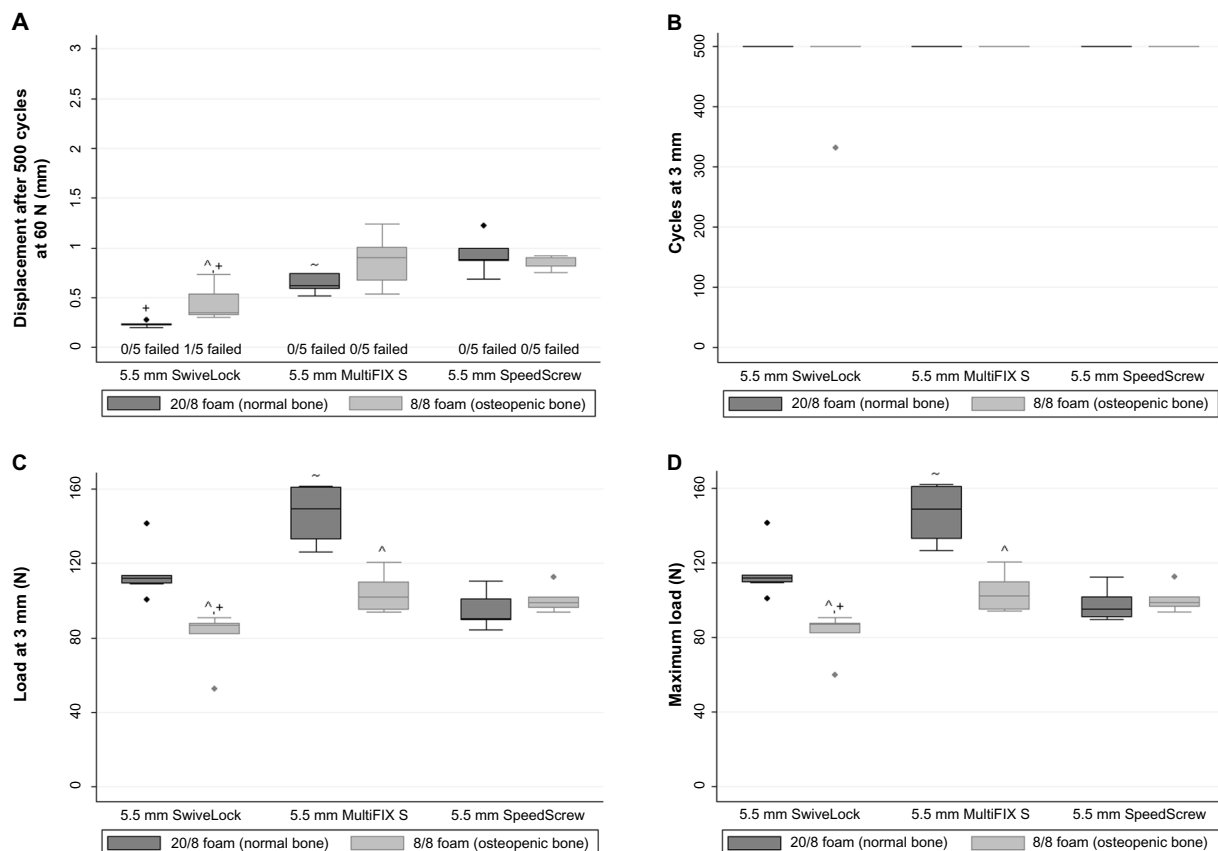 A
Displacement after 500 cycles
at 60 N (mm)
3
2.5
2
1.5
1
0.5
0
+
^,+
~
0/5 failed 1/5 failed
0/5 failed 0/5 failed
0/5 failed 0/5 failed
5.5 mm SwiveLock
5.5 mm MultiFIX S
5.5 mm SpeedScrew
20/8 foam (normal bone)
8/8 foam (osteopenic bone)
B
Cycles at 3 mm
500
400
300
200
100
0
5.5 mm SwiveLock
5.5 mm MultiFIX S
5.5 mm SpeedScrew
20/8 foam (normal bone)
8/8 foam (osteopenic bone)
C
Load at 3 mm (N)
160
120
80
40
0
^,+
~
^
5.5 mm SwiveLock
5.5 mm MultiFIX S
5.5 mm SpeedScrew
20/8 foam (normal bone)
8/8 foam (osteopenic bone)
D
Maximum load (N)
160
120
80
40
0
^,+
~
^
5.5 mm SwiveLock
5.5 mm MultiFIX S
5.5 mm SpeedScrew
20/8 foam (normal bone)
8/8 foam (osteopenic bone)